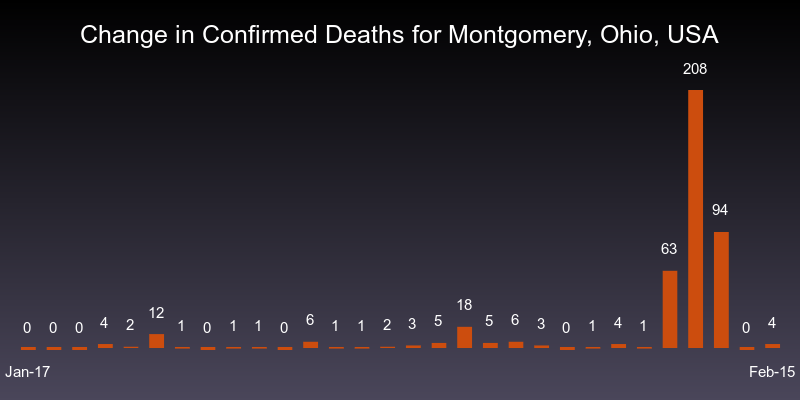 Change in Confirmed Deaths for Montgomery, Ohio, USA
0 0 0 4 2 12 1 0 1 1 0 6 1 1 2 3 5 18 5 6 3 0 1 4 1 63 208 94 0 4
Jan-17 Feb-15